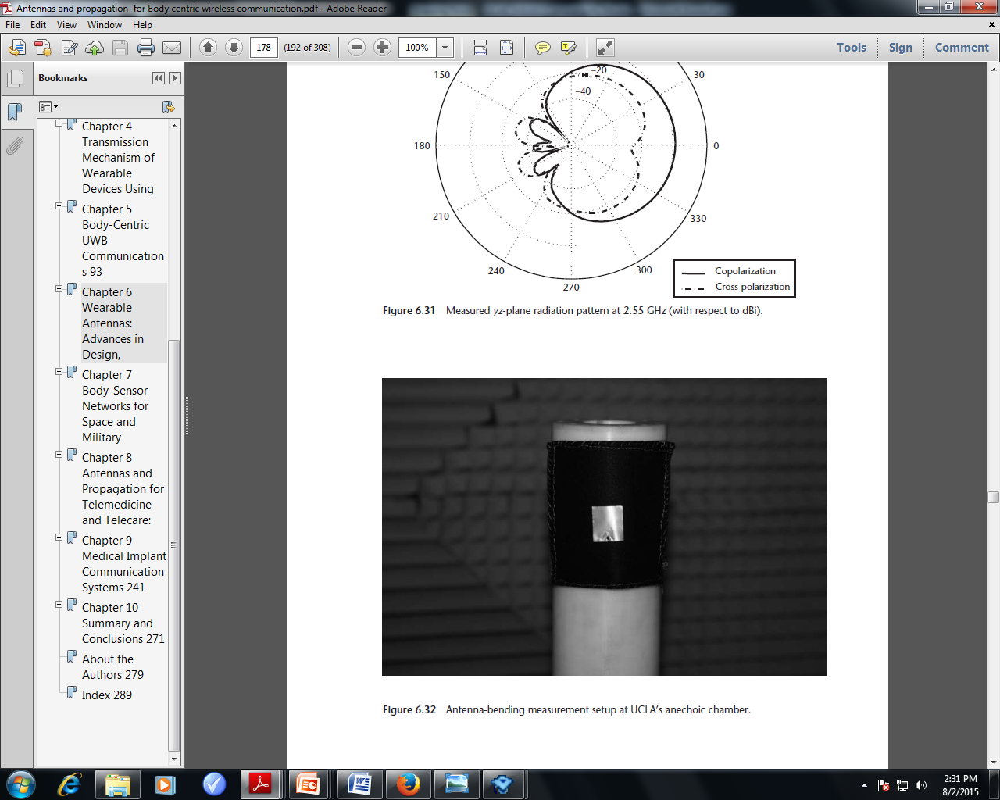 Antennas and propagation  for Body centric wireless communication.pdf - Adobe Reader
File Edit View Window Help
178 (192 of 308) 100% Tools Sign Comment
Bookmarks
Chapter 4
Transmission
Mechanism of
Wearable
Devices Using
Chapter 5
Body-Centric
UWB
Communication
s 93
Chapter 6
Wearable
Antennas:
Advances in
Design,
Chapter 7
Body-Sensor
Networks for
Space and
Military
Chapter 8
Antennas and
Propagation for
Telemedicine
and Telecare:
Chapter 9
Medical Implant
Communication
Systems 241
Chapter 10
Summary and
Conclusions 271
About the
Authors 279
Index 289
150 −20 30
−40
180 0
210 330
240 300
270
Copolarization
Cross-polarization
Figure 6.31 Measured yz-plane radiation pattern at 2.55 GHz (with respect to dBi).
Figure 6.32 Antenna-bending measurement setup at UCLA's anechoic chamber.
2:31 PM
8/2/2015